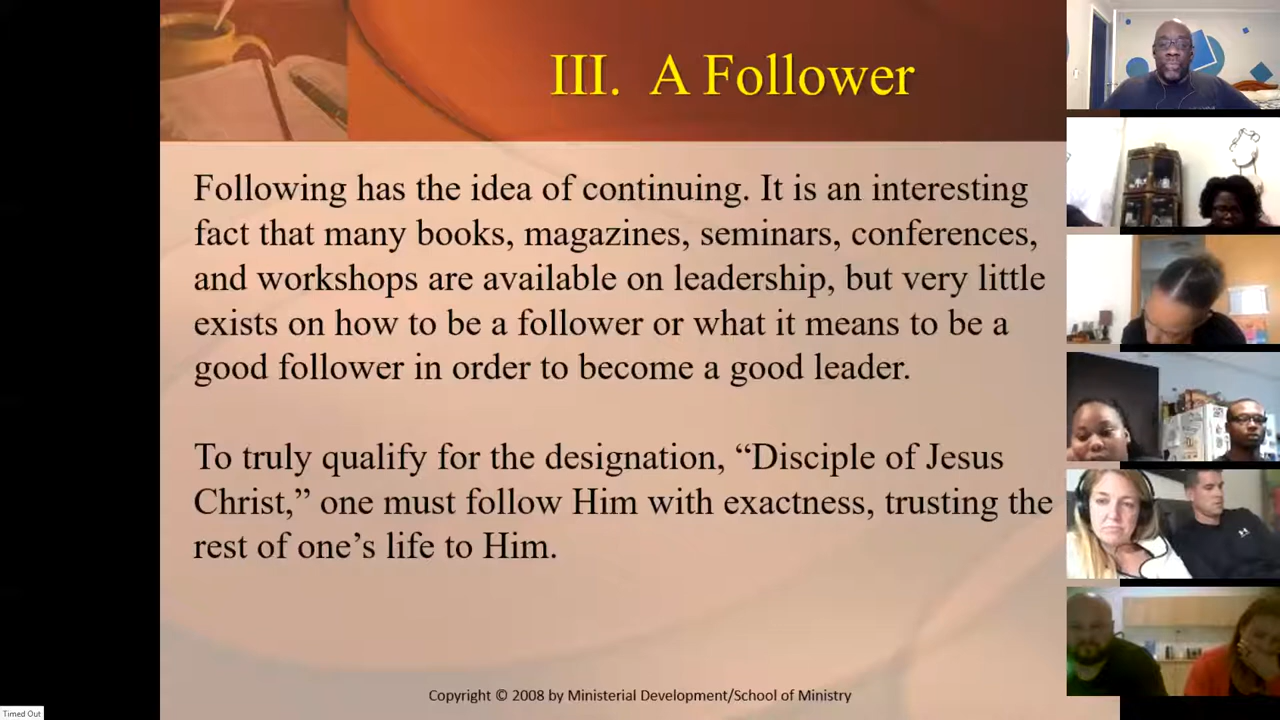 III. A Follower
Following has the idea of continuing. It is an interesting
fact that many books, magazines, seminars, conferences,
and workshops are available on leadership, but very little
exists on how to be a follower or what it means to be a
good follower in order to become a good leader.
To truly qualify for the designation, “Disciple of Jesus
Christ,” one must follow Him with exactness, trusting the
rest of one’s life to Him.
Copyright © 2008 by Ministerial Development/School of Ministry
Timed Out